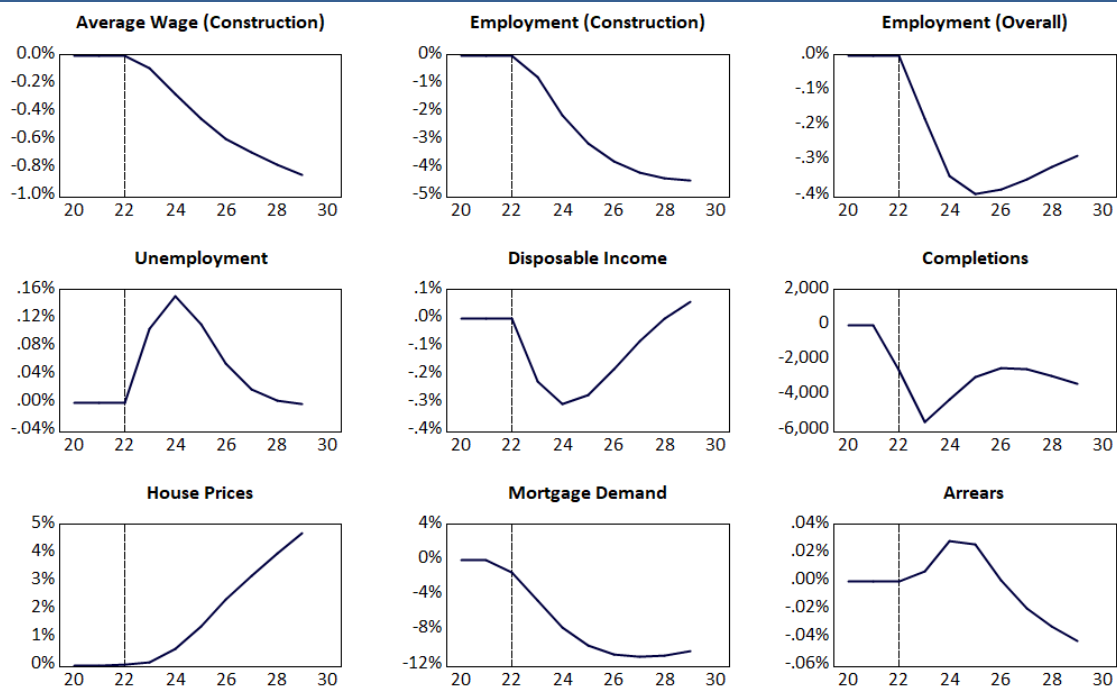 Average Wage (Construction)
0.0%
-0.2%
-0.4%
-0.6%
-0.8%
-1.0%
20 22 24 26 28 30
Employment (Construction)
0%
-1%
-2%
-3%
-4%
-5%
20 22 24 26 28 30
Employment (Overall)
.0%
-.1%
-.2%
-.3%
-.4%
20 22 24 26 28 30
Unemployment
.16%
.12%
.08%
.04%
.00%
-.04%
20 22 24 26 28 30
Disposable Income
.1%
.0%
-.1%
-.2%
-.3%
-.4%
20 22 24 26 28 30
Completions
2,000
0
-2,000
-4,000
-6,000
20 22 24 26 28 30
House Prices
5%
4%
3%
2%
1%
0%
20 22 24 26 28 30
Mortgage Demand
4%
0%
-4%
-8%
-12%
20 22 24 26 28 30
Arrears
.04%
.02%
.00%
-.02%
-.04%
-.06%
20 22 24 26 28 30